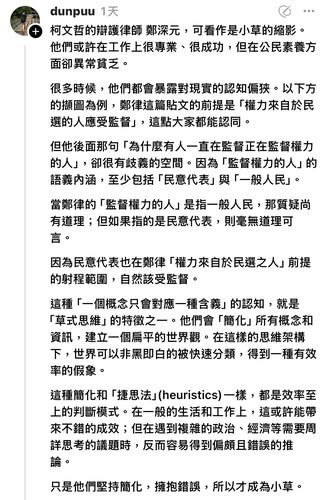 dunpuu 1天
柯文哲的辯護律師 鄭深元，可看作是小草的縮影。
他們或許在工作上很專業、很成功，但在公民素養方
面卻異常貧乏。
很多時候，他們都會暴露對現實的認知偏狹。以下方
的擷圖為例，鄭律這篇貼文的前提是「權力來自於民
選的人應受監督」，這點大家都能認同。
但他後面那句「為什麼有人一直在監督正在監督權力
的人」，卻很有歧義的空間。因為「監督權力的人」的
語義內涵，至少包括「民意代表」與「一般人民」。
當鄭律的「監督權力的人」是指一般人民，那質疑尚
有道理；但如果指的是民意代表，則毫無道理可
言。
因為民意代表也在鄭律「權力來自於民選之人」前提
的射程範圍，自然該受監督。
這種「一個概念只會對應一種含義」的認知，就是
「草式思維」的特徵之一。他們會「簡化」所有概念和
資訊，建立一個扁平的世界觀。在這樣的思維架構
下，世界可以非黑即白的被快速分類，得到一種有效
率的假象。
這種簡化和「捷思法」(heuristics)一樣，都是效率至
上的判斷模式。在一般的生活和工作上，這或許能帶
來不錯的成效；但在遇到複雜的政治、經濟等需要周
詳思考的議題時，反而容易得到偏頗且錯誤的推
論。
只是他們堅持簡化，擁抱錯誤，所以才成為小草。